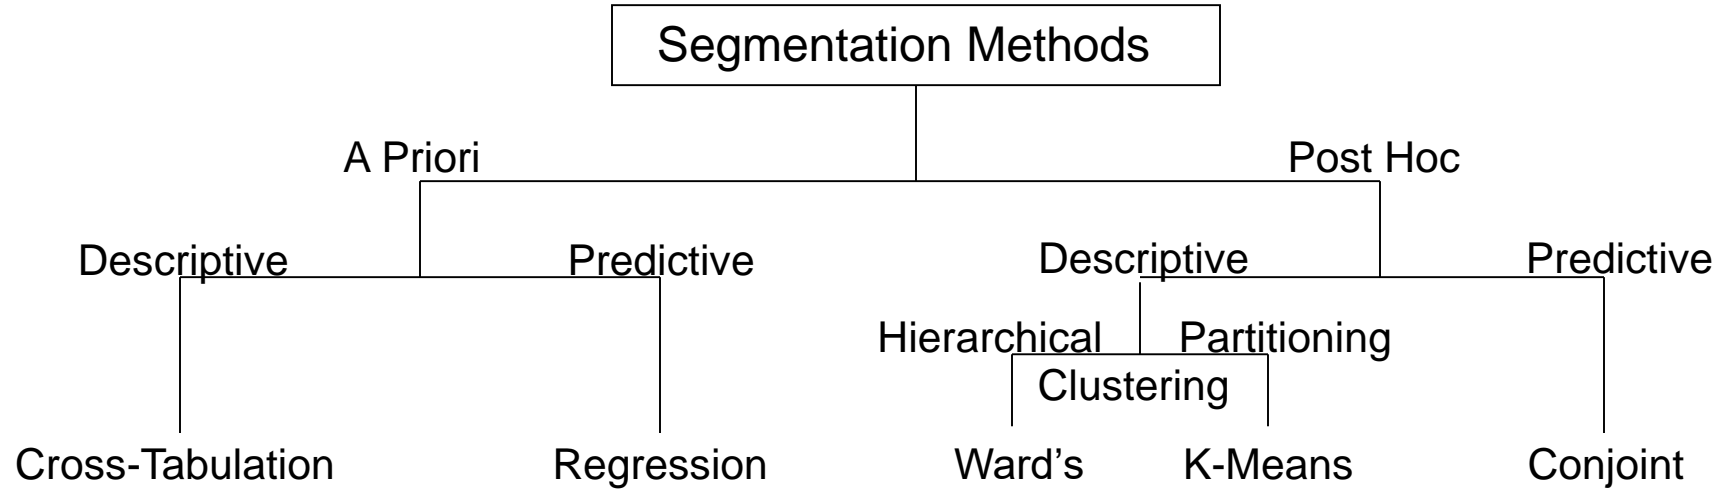 Segmentation Methods
A Priori
Post Hoc
Descriptive
Predictive
Descriptive
Predictive
Hierarchical
Partitioning
Clustering
Cross-Tabulation
Regression
Ward’s
K-Means
Conjoint